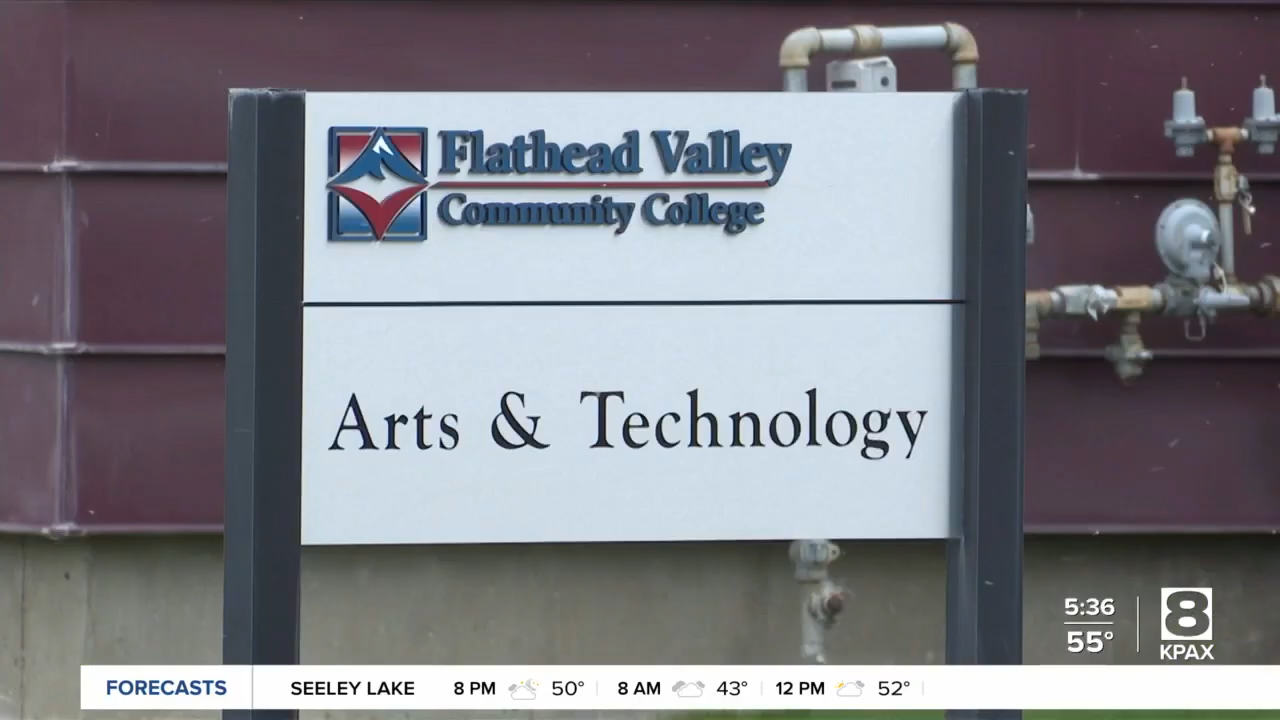 Flathead Valley
Community College
Arts & Technology
5:36
55°
8
KPAX
FORECASTS SEELEY LAKE 8 PM 50° 8 AM 43° 12 PM 52°